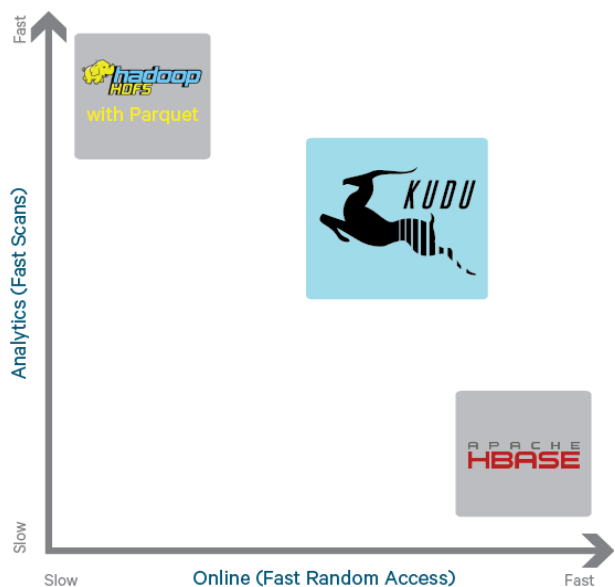 Fast
hadoop
HDFS
with Parquet
KUDU
Analytics (Fast Scans)
APACHE
HBASE
Slow
Slow
Online (Fast Random Access)
Fast